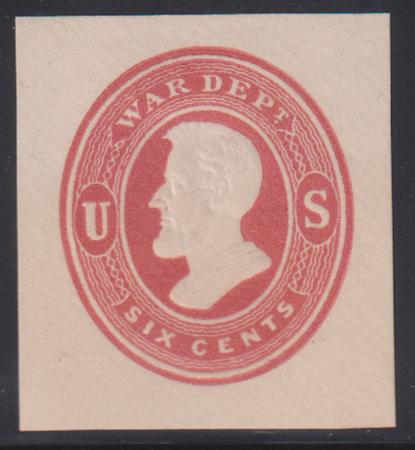 WAR DEPT.
U S
SIX CENTS